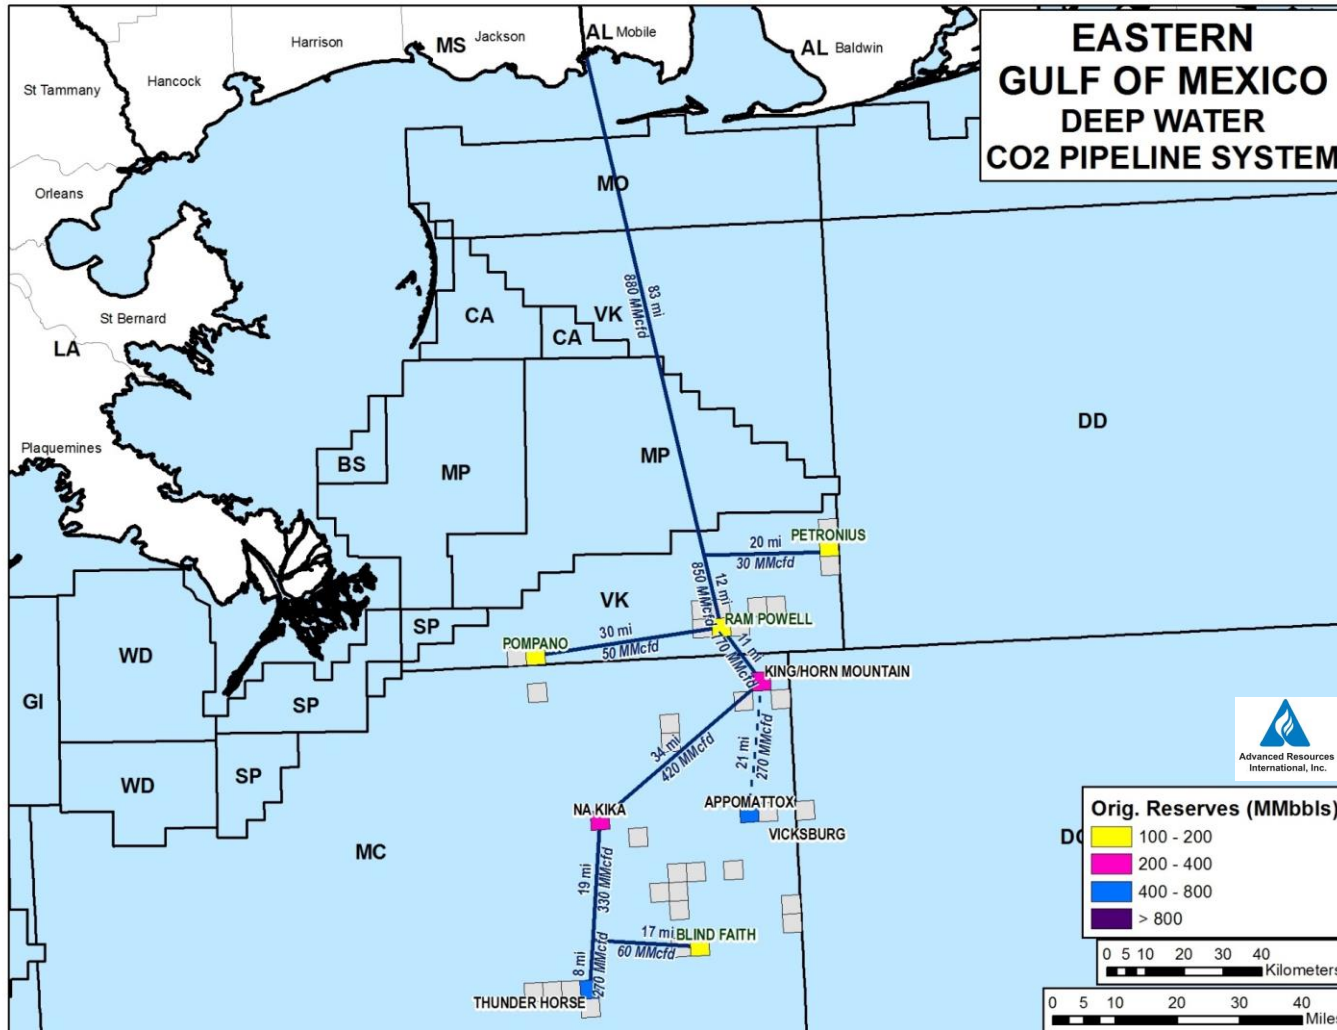 EASTERN
GULF OF MEXICO
DEEP WATER
CO2 PIPELINE SYSTEM
Harrison
MS
Jackson
AL
Mobile
AL
Baldwin
Hancock
St Tammany
Orleans
MO
St Bernard
LA
CA
CA
VK
83 mi
880 MMcfd
DD
Plaquemines
BS
MP
MP
PETRONIUS
20 mi
30 MMcfd
12 mi
850 MMcfd
VK
SP
RAM POWELL
POMPANO
30 mi
50 MMcfd
11 mi
KING/HORN MOUNTAIN
WD
GI
SP
34 mi
420 MMcfd
21 mi
270 MMcfd
WD
SP
NA KIKA
APPOMATTOX
VICKSBURG
MC
19 mi
330 MMcfd
17 mi
60 MMcfd
BLIND FAITH
8 mi
270 MMcfd
THUNDER HORSE
Advanced Resources
International, Inc.
Orig. Reserves (MMbbls)
100 - 200
200 - 400
400 - 800
> 800
0 5 10 20 30 40
Kilometers
0 5 10 20 30 40
Miles